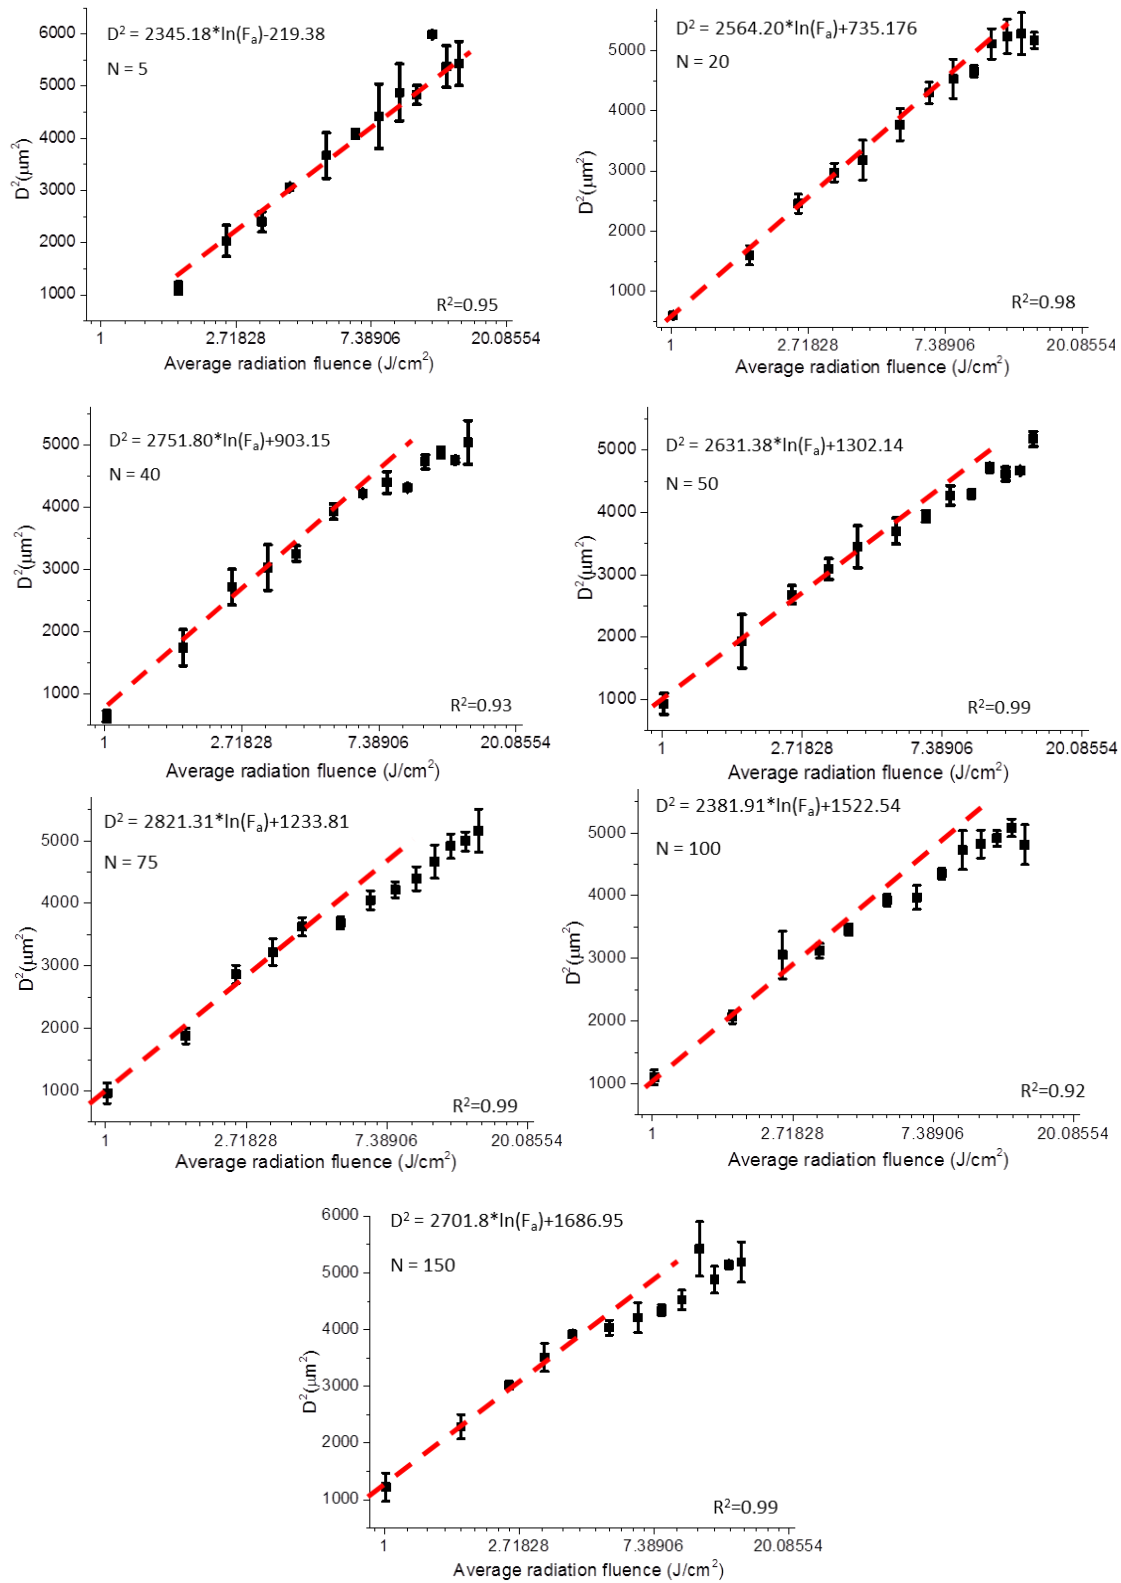 D² = 2345.18*ln(Fₐ)-219.38
N = 5
6000
5000
4000
3000
2000
1000
D²(μm²)
R²=0.95
1 2.71828 7.38906 20.08554
Average radiation fluence (J/cm²)
D² = 2564.20*ln(Fₐ)+735.176
N = 20
5000
4000
3000
2000
1000
D²(μm²)
R²=0.98
1 2.71828 7.38906 20.08554
Average radiation fluence (J/cm²)
D² = 2751.80*ln(Fₐ)+903.15
N = 40
5000
4000
3000
2000
1000
D²(μm²)
R²=0.93
1 2.71828 7.38906 20.08554
Average radiation fluence (J/cm²)
D² = 2631.38*ln(Fₐ)+1302.14
N = 50
5000
4000
3000
2000
1000
D²(μm²)
R²=0.99
1 2.71828 7.38906 20.08554
Average radiation fluence (J/cm²)
D² = 2821.31*ln(Fₐ)+1233.81
N = 75
5000
4000
3000
2000
1000
D²(μm²)
R²=0.99
1 2.71828 7.38906 20.08554
Average radiation fluence (J/cm²)
D² = 2381.91*ln(Fₐ)+1522.54
N = 100
5000
4000
3000
2000
1000
D²(μm²)
R²=0.92
1 2.71828 7.38906 20.08554
Average radiation fluence (J/cm²)
D² = 2701.8*ln(Fₐ)+1686.95
N = 150
6000
5000
4000
3000
2000
1000
D²(μm²)
R²=0.99
1 2.71828 7.38906 20.08554
Average radiation fluence (J/cm²)